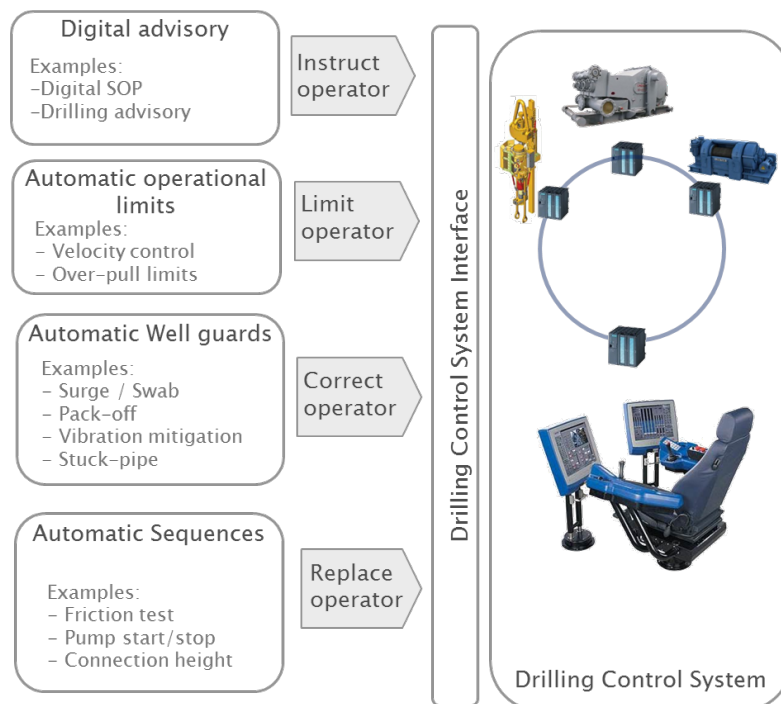 Digital advisory
Examples:
-Digital SOP
-Drilling advisory
Instruct
operator
Automatic operational
limits
Examples:
- Velocity control
- Over-pull limits
Limit
operator
Automatic Well guards
Examples:
- Surge / Swab
- Pack-off
- Vibration mitigation
- Stuck-pipe
Correct
operator
Automatic Sequences
Examples:
- Friction test
- Pump start/stop
- Connection height
Replace
operator
Drilling Control System Interface
Drilling Control System